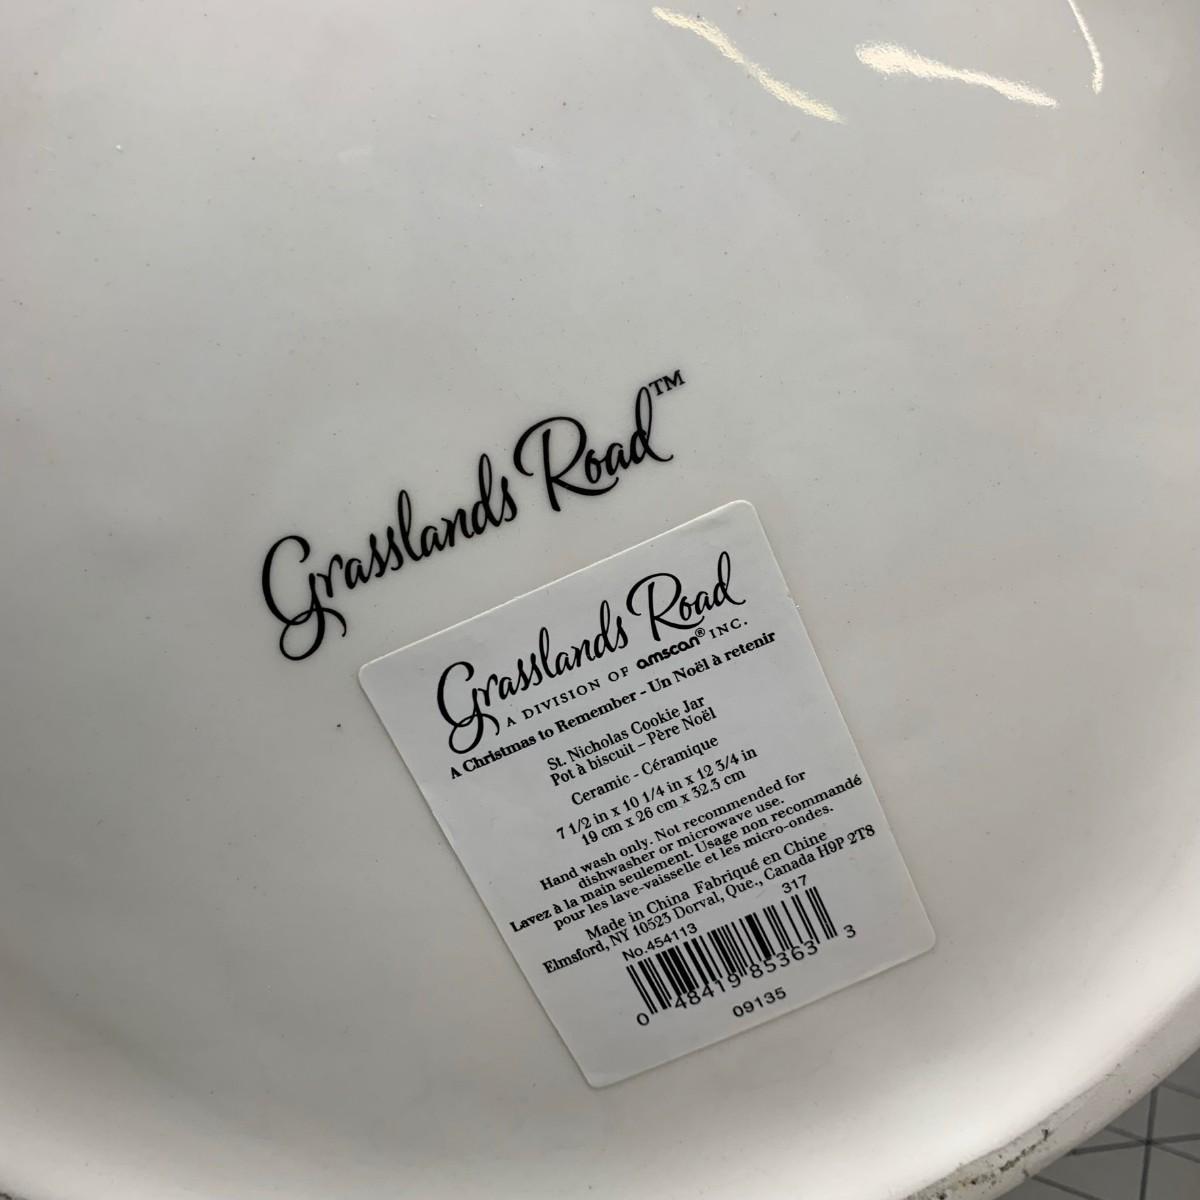 Grasslands Road™
Grasslands Road
A DIVISION OF amscan® INC.
A Christmas to Remember - Un Noël à retenir
St. Nicholas Cookie Jar
Pot à biscuit – Père Noël
Ceramic - Céramique
7 1/2 in x 10 1/4 in x 12 3/4 in
19 cm x 26 cm x 32.3 cm
Hand wash only. Not recommended for
dishwasher or microwave use.
Lavez à la main seulement. Usage non recommandé
pour les lave-vaisselle et les micro-ondes.
Made in China Fabriqué en Chine
Elmsford, NY 10523 Dorval, Que., Canada H9P 2T8
No.454113 317
0 48419 85363 3
09135